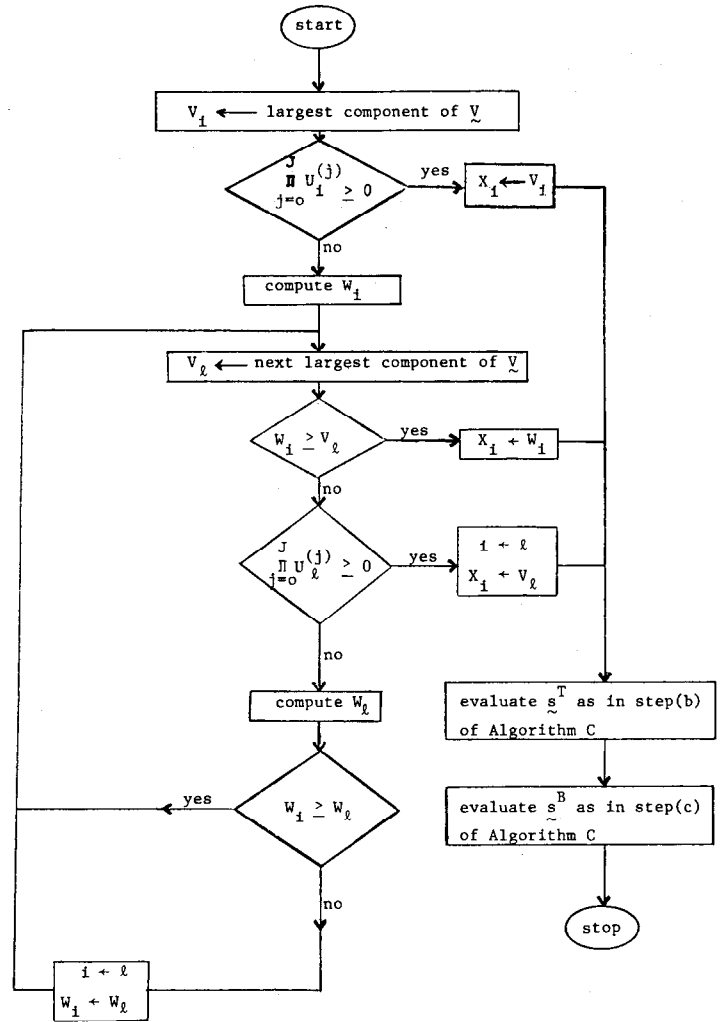 start
V_i ← largest component of V̰
J
Π U_i^(j) ≥ 0
j=o
yes
X_i ← V_i
no
compute W_i
V_ℓ ← next largest component of V̰
W_i ≥ V_ℓ
yes
X_i ← W_i
no
J
Π U_ℓ^(j) ≥ 0
j=o
yes
i ← ℓ
X_i ← V_ℓ
no
compute W_ℓ
evaluate s̰^T as in step(b)
of Algorithm C
W_i ≥ W_ℓ
yes
evaluate s̰^B as in step(c)
of Algorithm C
no
stop
i ← ℓ
W_i ← W_ℓ